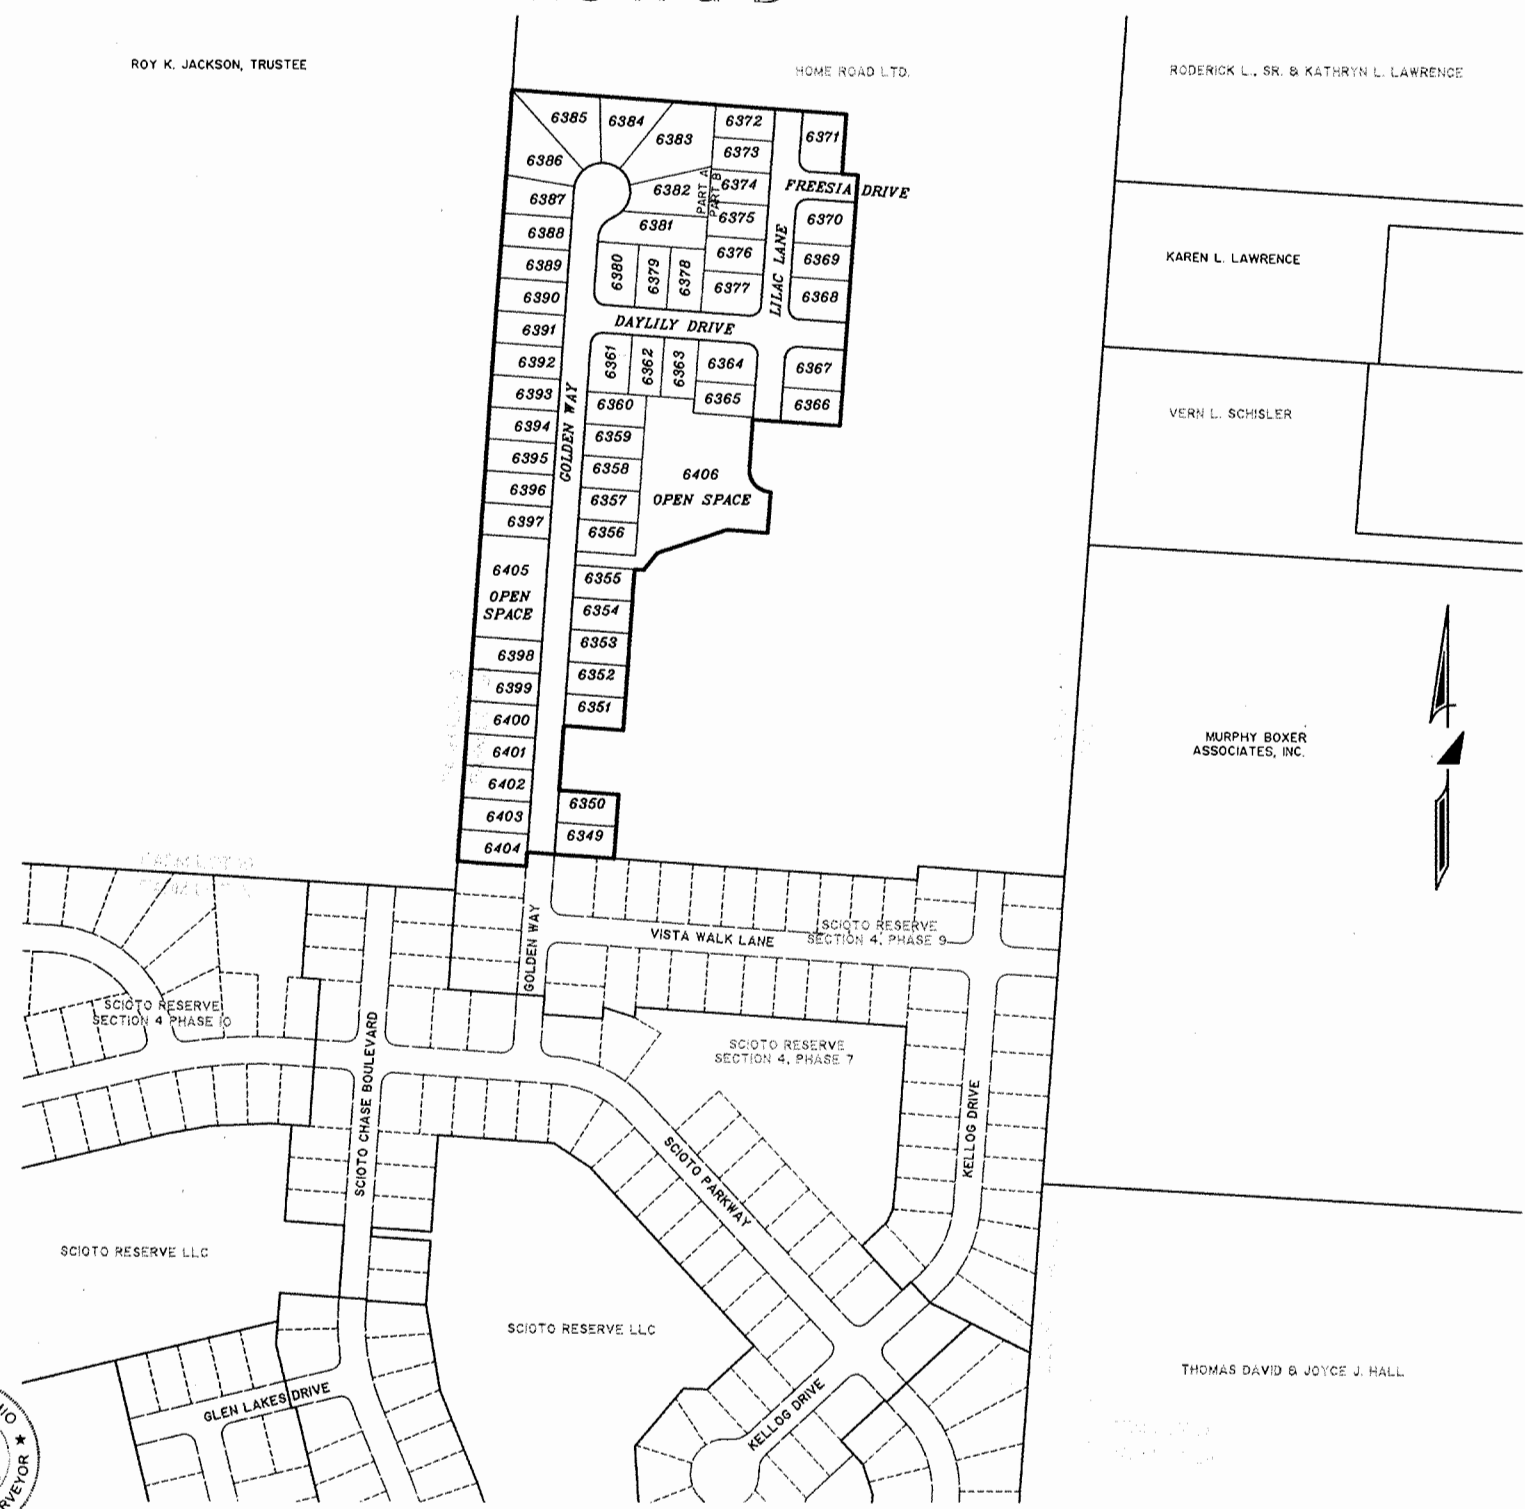 ROY K. JACKSON, TRUSTEE
HOME ROAD LTD.
RODERICK L., SR. & KATHRYN L. LAWRENCE
6385
6384
6383
6372
6371
6386
6373
6382
PART A
PART B
6374
FREESIA DRIVE
6387
6381
6375
6370
6388
6376
LILAC LANE
6369
6389
6380
6379
6378
6377
6368
6390
DAYLILY DRIVE
6391
6392
6361
6362
6363
6364
6367
6393
GOLDEN WAY
6360
6365
6366
6394
6359
6395
6358
6406
OPEN SPACE
6396
6357
6397
6356
6405
OPEN
SPACE
6355
6354
6398
6353
6399
6352
6400
6351
6401
6402
6350
6403
6349
6404
KAREN L. LAWRENCE
VERN L. SCHISLER
MURPHY BOXER
ASSOCIATES, INC.
GOLDEN WAY
VISTA WALK LANE
SCIOTO RESERVE
SECTION 4, PHASE 9
SCIOTO RESERVE
SECTION 4 PHASE 10
SCIOTO CHASE BOULEVARD
SCIOTO RESERVE
SECTION 4, PHASE 7
KELLOG DRIVE
SCIOTO PARKWAY
SCIOTO RESERVE LLC
SCIOTO RESERVE LLC
THOMAS DAVID & JOYCE J. HALL
GLEN LAKES DRIVE
KELLOG DRIVE